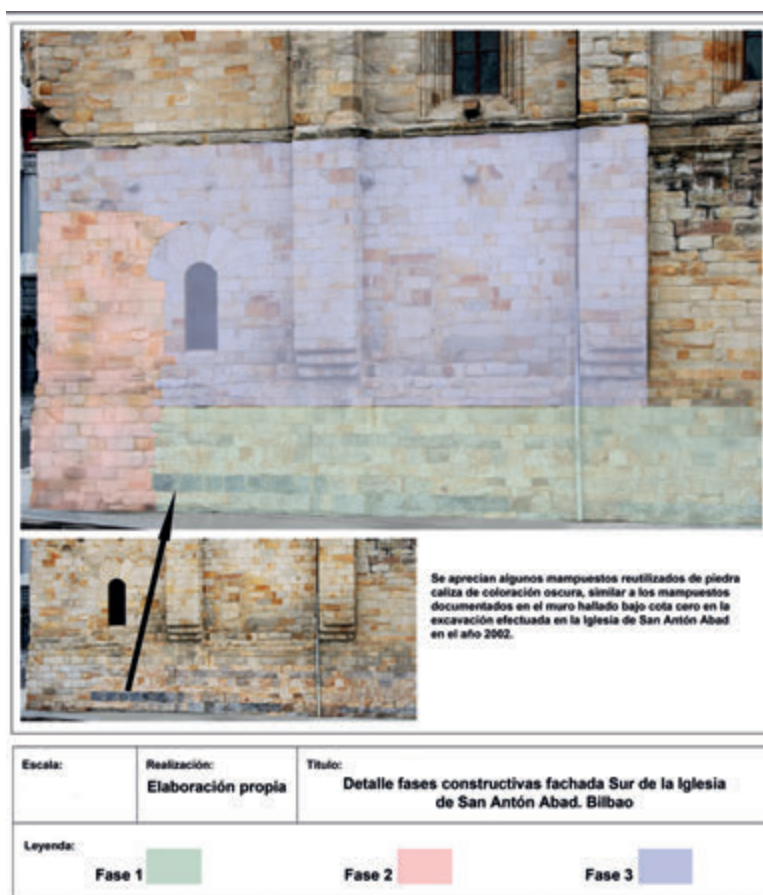 Se aprecian algunos mampuestos reutilizados de piedra
caliza de coloración oscura, similar a los mampuestos
documentados en el muro hallado bajo cota cero en la
excavación efectuada en la Iglesia de San Antón Abad
en el año 2002.
Escala:
Realización:
Elaboración propia
Título:
Detalle fases constructivas fachada Sur de la Iglesia
de San Antón Abad. Bilbao
Leyenda:
Fase 1
Fase 2
Fase 3